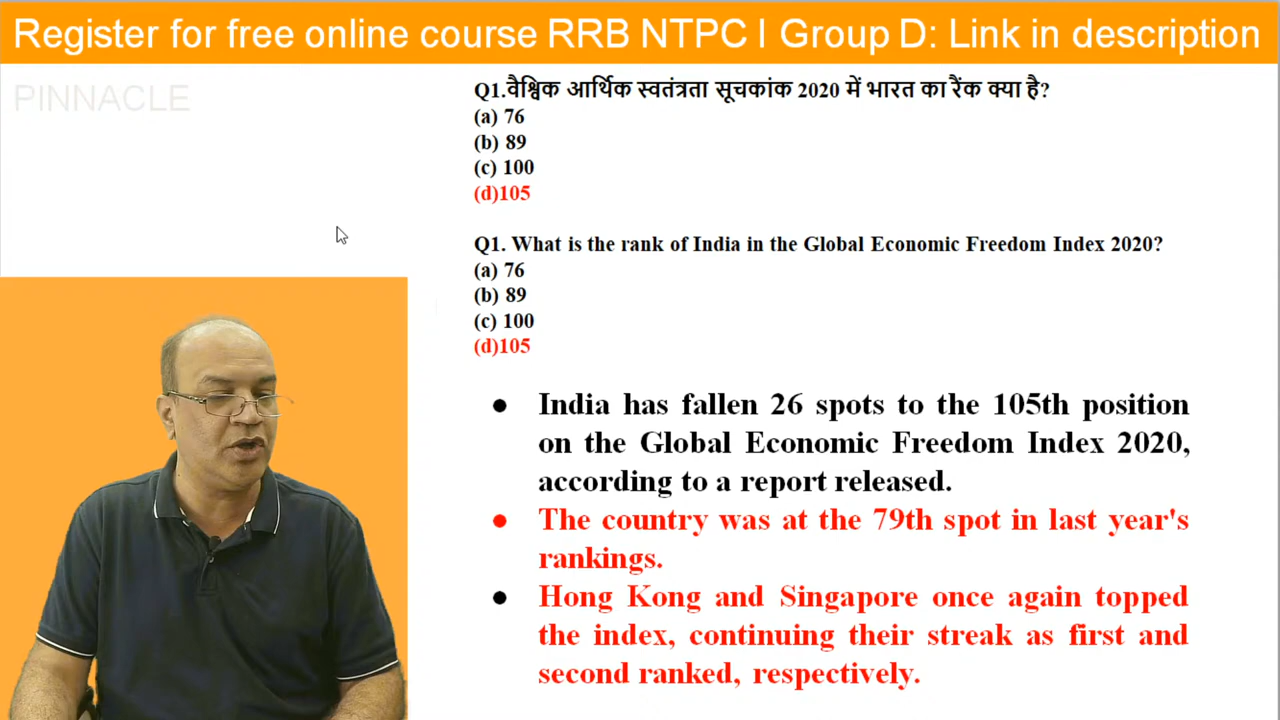 Register for free online course RRB NTPC I Group D: Link in description
PINNACLE
Q1.वैश्विक आर्थिक स्वतंत्रता सूचकांक 2020 में भारत का रैंक क्या है?
(a) 76
(b) 89
(c) 100
(d)105
Q1. What is the rank of India in the Global Economic Freedom Index 2020?
(a) 76
(b) 89
(c) 100
(d)105
● India has fallen 26 spots to the 105th position
on the Global Economic Freedom Index 2020,
according to a report released.
● The country was at the 79th spot in last year's
rankings.
● Hong Kong and Singapore once again topped
the index, continuing their streak as first and
second ranked, respectively.